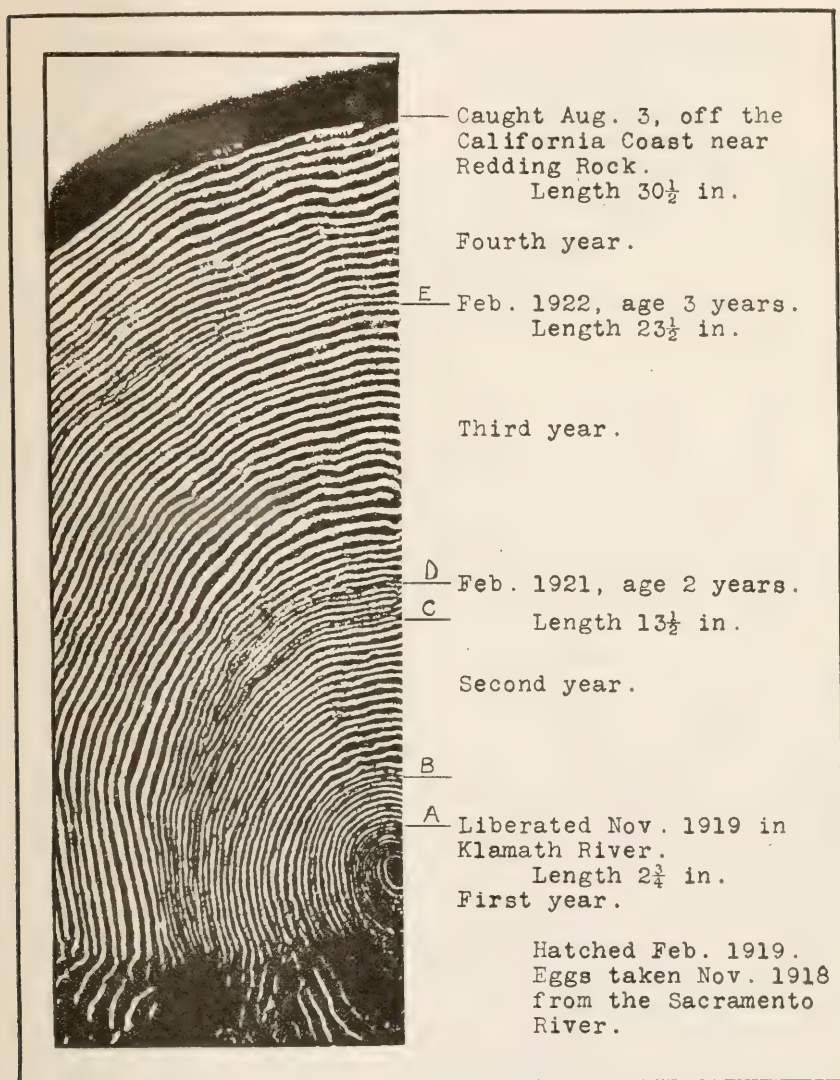 Caught Aug. 3, off the
California Coast near
Redding Rock.
Length 30½ in.
Fourth year.
E
Feb. 1922, age 3 years.
Length 23½ in.
Third year.
D
Feb. 1921, age 2 years.
C
Length 13½ in.
Second year.
B
A
Liberated Nov. 1919 in
Klamath River.
Length 2¾ in.
First year.
Hatched Feb. 1919.
Eggs taken Nov. 1918
from the Sacramento
River.